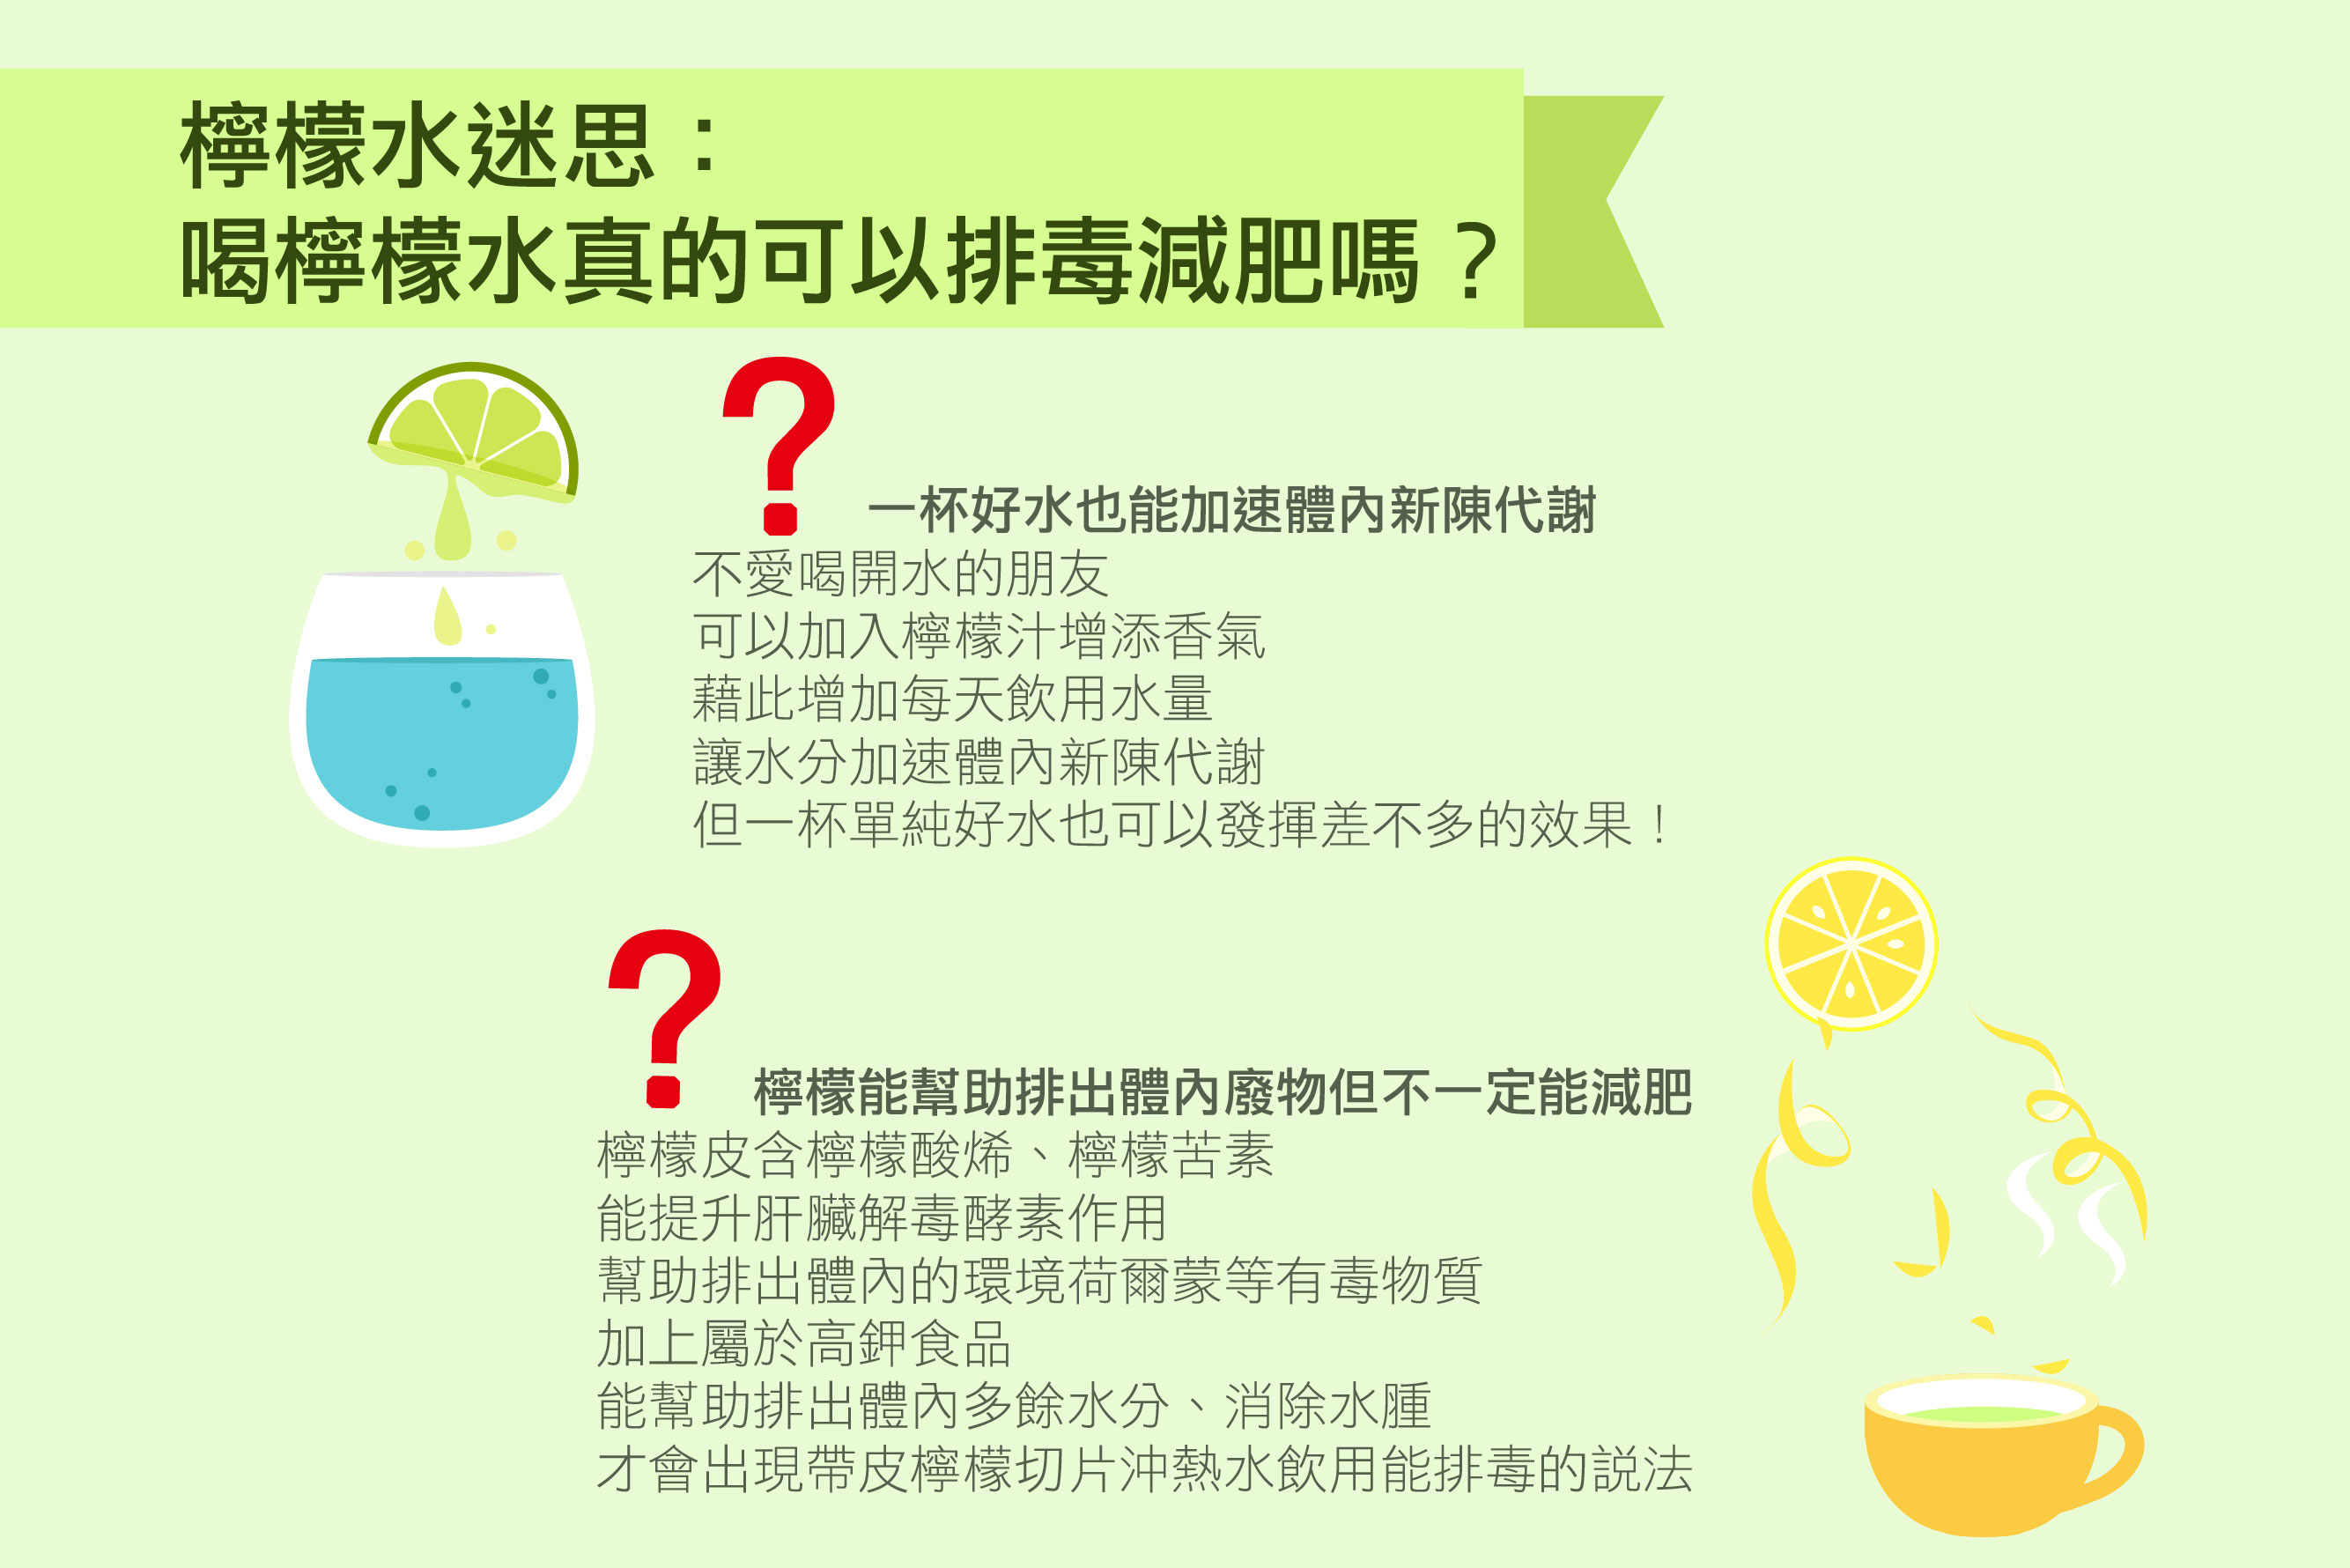 檸檬水迷思：
喝檸檬水真的可以排毒減肥嗎？
一杯好水也能加速體內新陳代謝
不愛喝開水的朋友
可以加入檸檬汁增添香氣
藉此增加每天飲用水量
讓水分加速體內新陳代謝
但一杯單純好水也可以發揮差不多的效果！
檸檬能幫助排出體內廢物但不一定能減肥
檸檬皮含檸檬酸烯、檸檬苦素
能提升肝臟解毒酵素作用
幫助排出體內的環境荷爾蒙等有毒物質
加上屬於高鉀食品
能幫助排出體內多餘水分、消除水腫
才會出現帶皮檸檬切片沖熱水飲用能排毒的説法